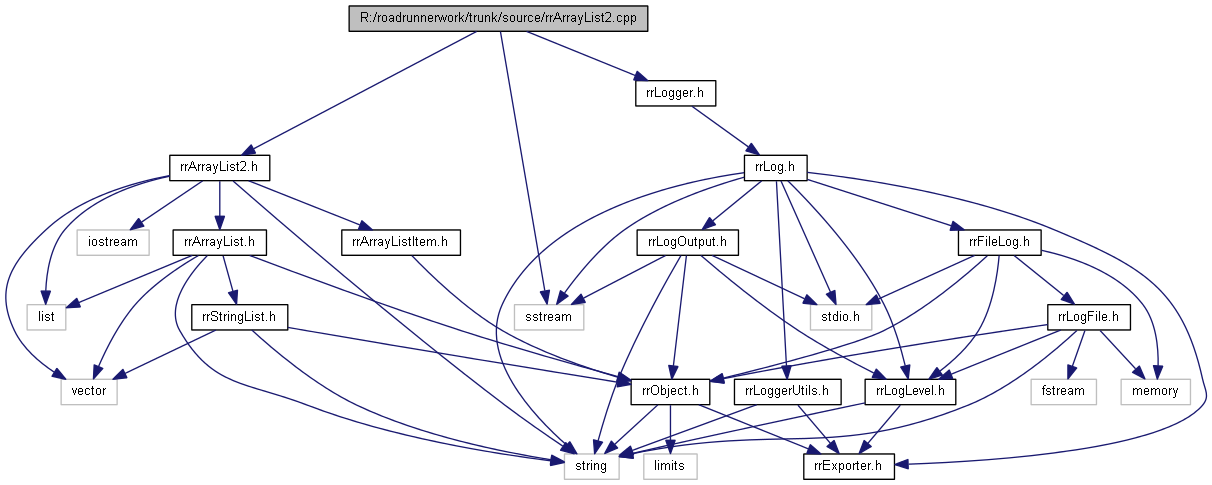 R:/roadrunnerwork/trunk/source/rrArrayList2.cpp
rrLogger.h
rrArrayList2.h
rrLog.h
iostream
rrArrayList.h
rrArrayListItem.h
rrLogOutput.h
rrFileLog.h
list
rrStringList.h
sstream
stdio.h
rrLogFile.h
vector
rrObject.h
rrLoggerUtils.h
rrLogLevel.h
fstream
memory
string
limits
rrExporter.h